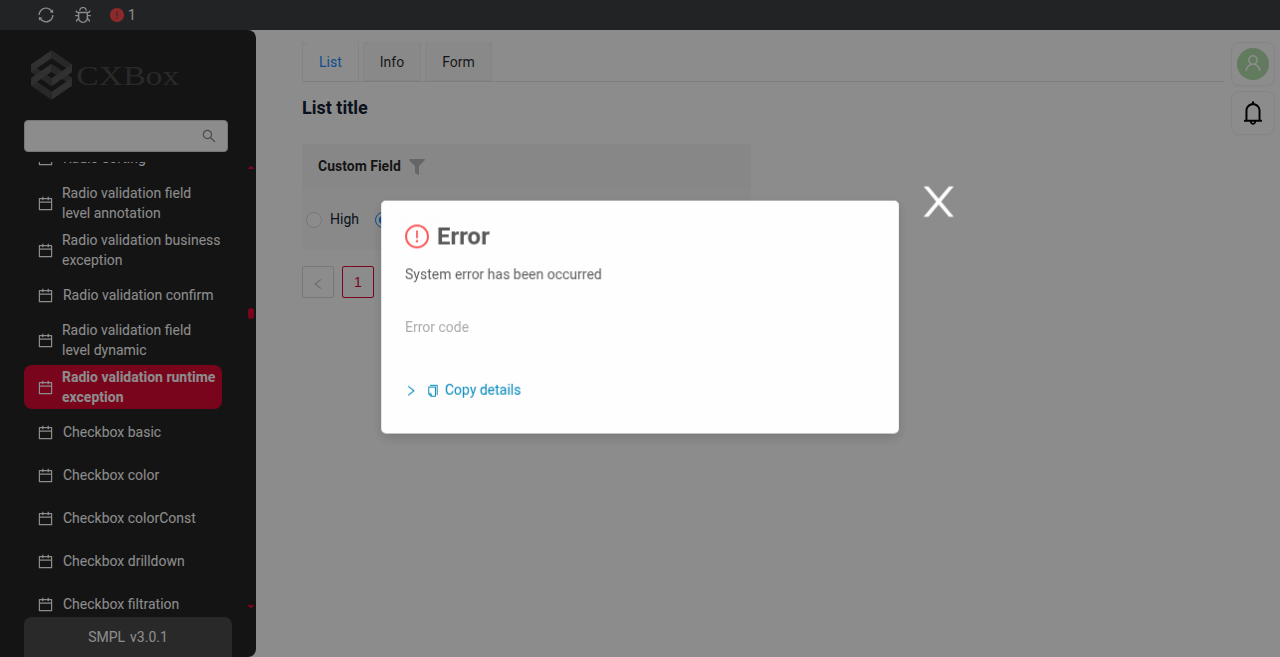 1
CXBox
Radio sorting
Radio validation field
level annotation
Radio validation business
exception
Radio validation confirm
Radio validation field
level dynamic
Radio validation runtime
exception
Checkbox basic
Checkbox color
Checkbox colorConst
Checkbox drilldown
Checkbox filtration
SMPL v3.0.1
List
Info
Form
List title
Custom Field
High
1
Error
System error has been occurred
Error code
Copy details